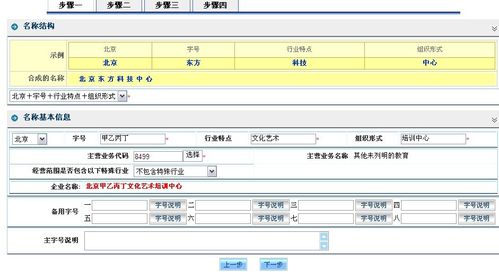 步骤一 步骤二 步骤三 步骤四
名称结构
示例 北京 字号 行业特点 组织形式
北京 东方 科技 中心
合成的名称 北京东方科技中心
北京+字号+行业特点+组织形式 *
名称基本信息
北京 字号 甲乙丙丁 * 行业特点 文化艺术 * 组织形式 培训中心 *
主营业务代码 8499 选择 * 主营业务名称 其他未列明的教育
经营范围是否包含以下特殊行业 不包含特殊行业
企业名称: 北京甲乙丙丁文化艺术培训中心
备用字号 一 字号说明 二 字号说明 三 字号说明 四 字号说明
五 字号说明 六 字号说明 七 字号说明 八 字号说明
主字号说明
上一步 下一步